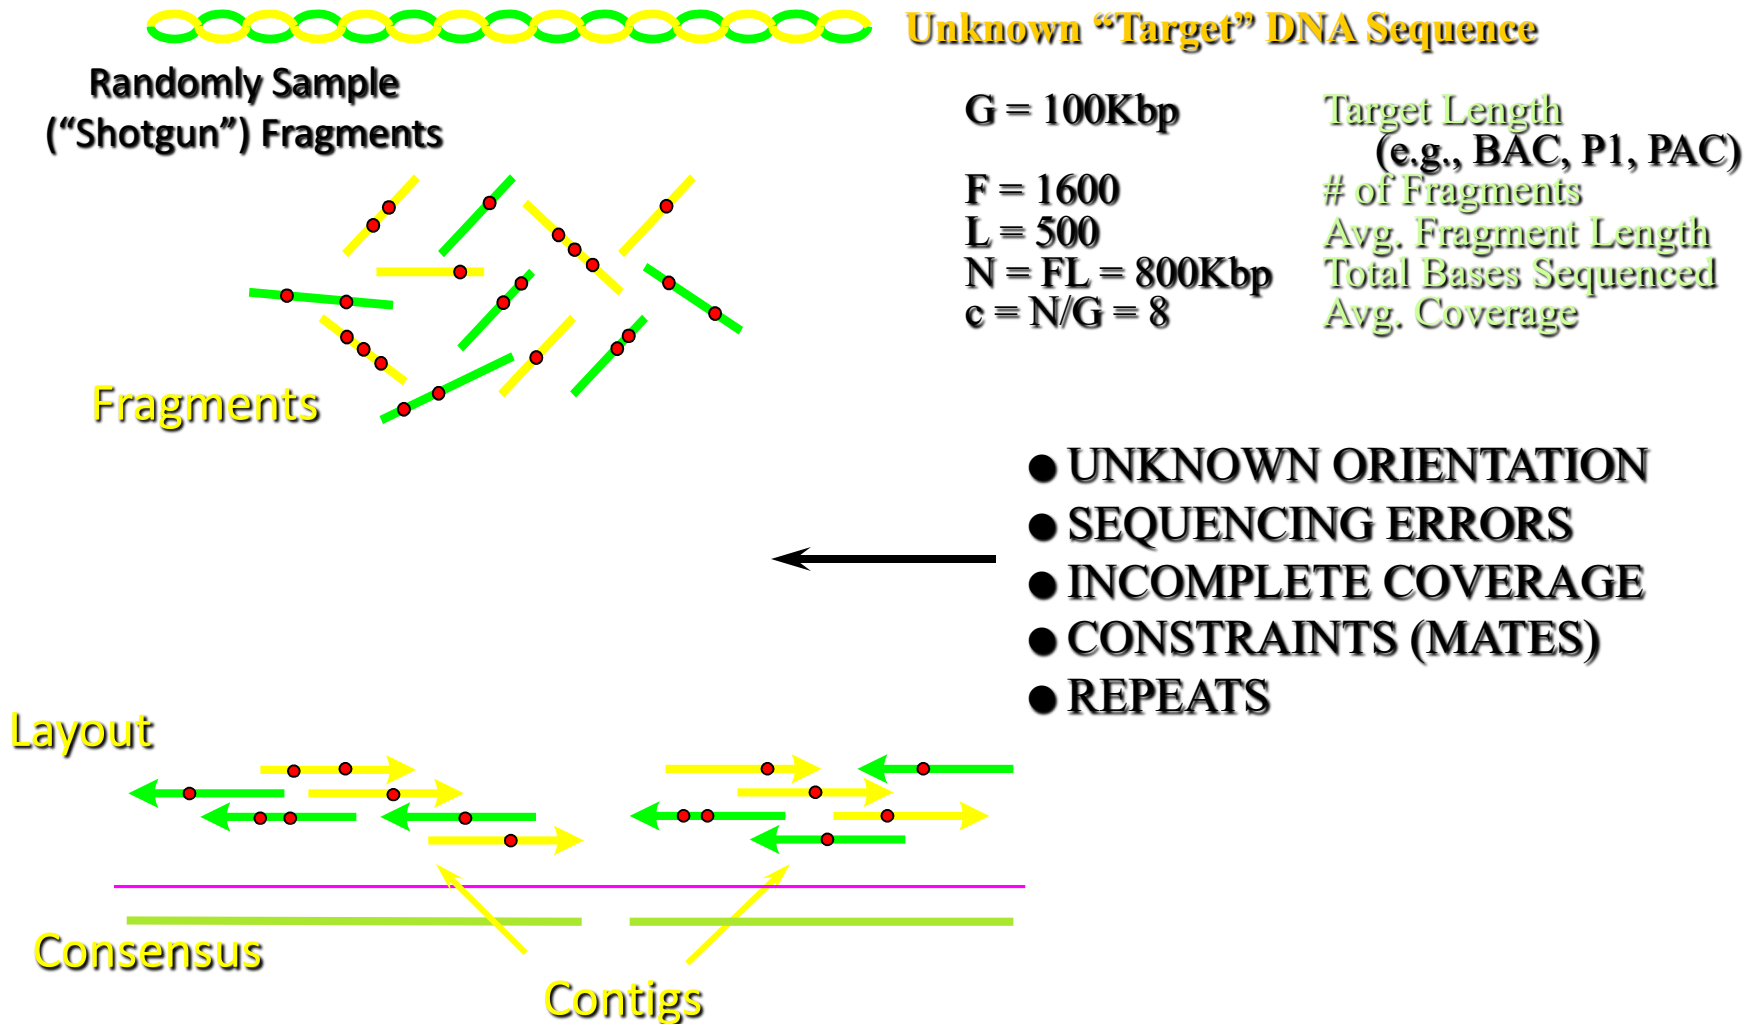 Unknown “Target” DNA Sequence
Randomly Sample
(“Shotgun”) Fragments
G = 100Kbp Target Length
(e.g., BAC, P1, PAC)
F = 1600 # of Fragments
L = 500 Avg. Fragment Length
N = FL = 800Kbp Total Bases Sequenced
c = N/G = 8 Avg. Coverage
Fragments
● UNKNOWN ORIENTATION
● SEQUENCING ERRORS
● INCOMPLETE COVERAGE
● CONSTRAINTS (MATES)
● REPEATS
Layout
Consensus
Contigs